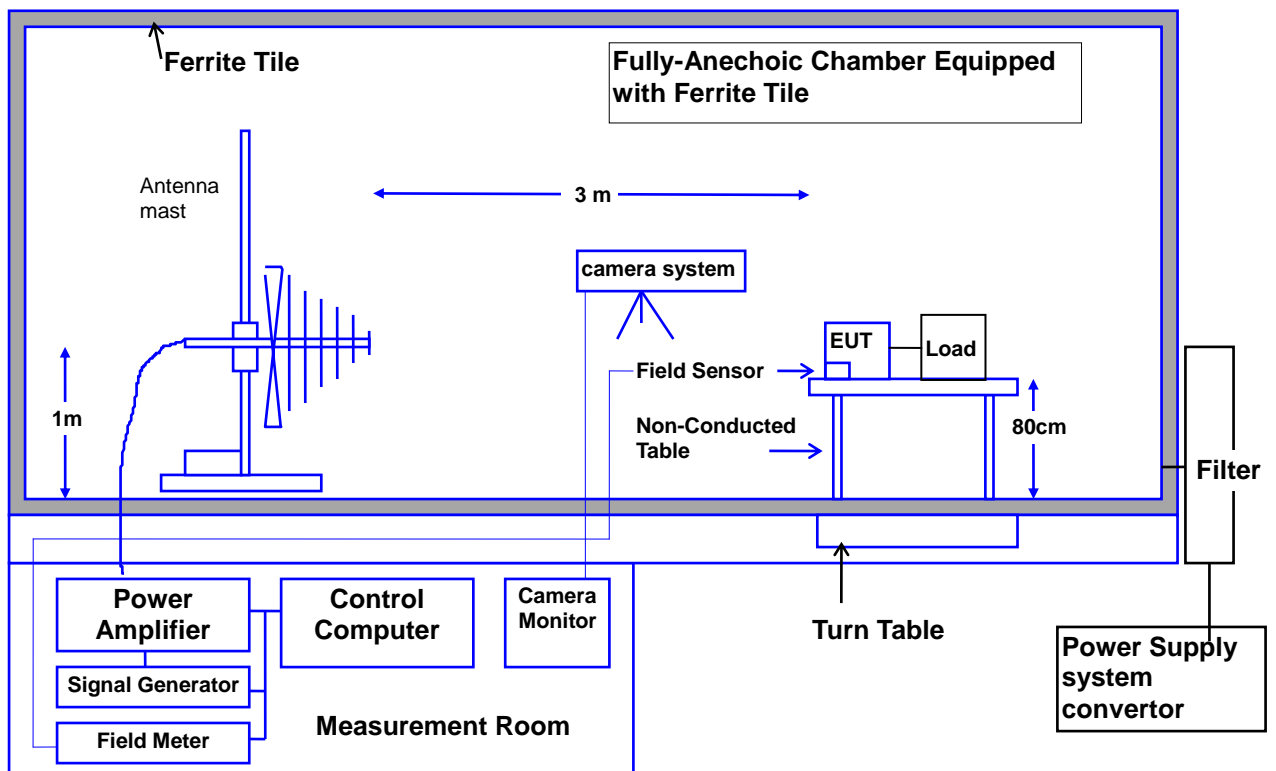 Ferrite Tile
Fully-Anechoic Chamber Equipped
with Ferrite Tile
Antenna
mast
3 m
camera system
EUT
Load
Field Sensor
1m
Non-Conducted
Table
80cm
Filter
Power
Amplifier
Control
Computer
Camera
Monitor
Turn Table
Power Supply
system
convertor
Signal Generator
Field Meter
Measurement Room